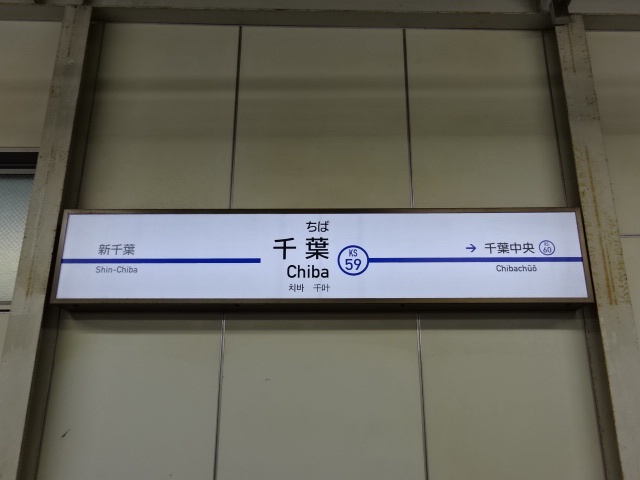 ちば
千葉
Chiba
치바 千叶
KS
59
新千葉
Shin-Chiba
→ 千葉中央
KS
60
Chibachūō